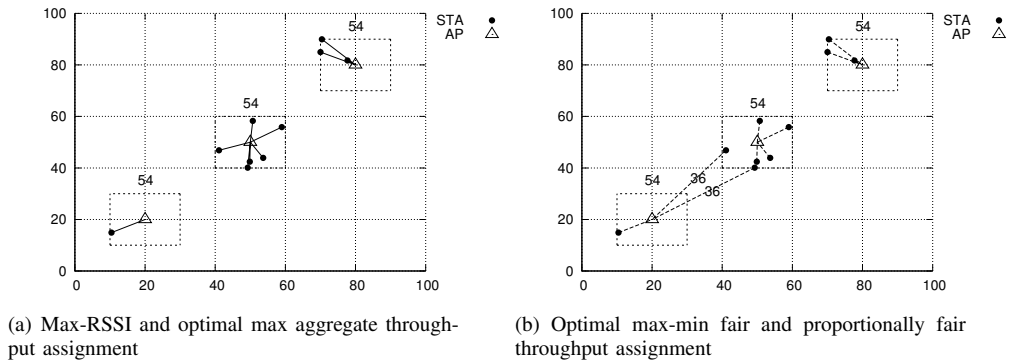 100
80
60
40
20
0
0 20 40 60 80 100
54
54
54
STA
AP
(a) Max-RSSI and optimal max aggregate through-
put assignment
100
80
60
40
20
0
0 20 40 60 80 100
54
54
54
36
36
STA
AP
(b) Optimal max-min fair and proportionally fair
throughput assignment